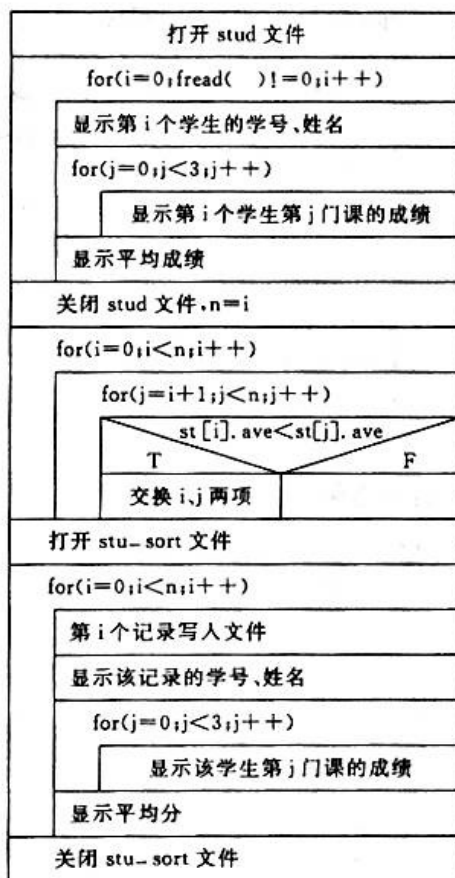 打开 stud 文件
for(i=0;fread( )!=0;i++)
显示第 i 个学生的学号、姓名
for(j=0;j<3;j++)
显示第 i 个学生第 j 门课的成绩
显示平均成绩
关闭 stud 文件,n=i
for(i=0;i<n;i++)
for(j=i+1;j<n;j++)
st[i].ave<st[j].ave
T F
交换 i、j 两项
打开 stu_sort 文件
for(i=0;i<n;i++)
第 i 个记录写人文件
显示该记录的学号、姓名
for(j=0;j<3;j++)
显示该学生第 j 门课的成绩
显示平均分
关闭 stu_sort 文件